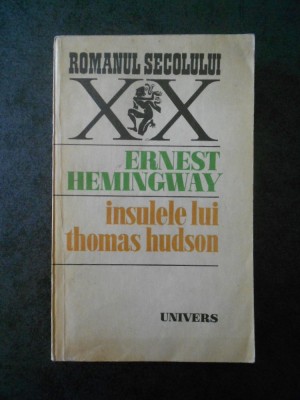 ROMANUL SECOLULUI
XX
ERNEST
HEMINGWAY
insulele lui
thomas hudson
UNIVERS